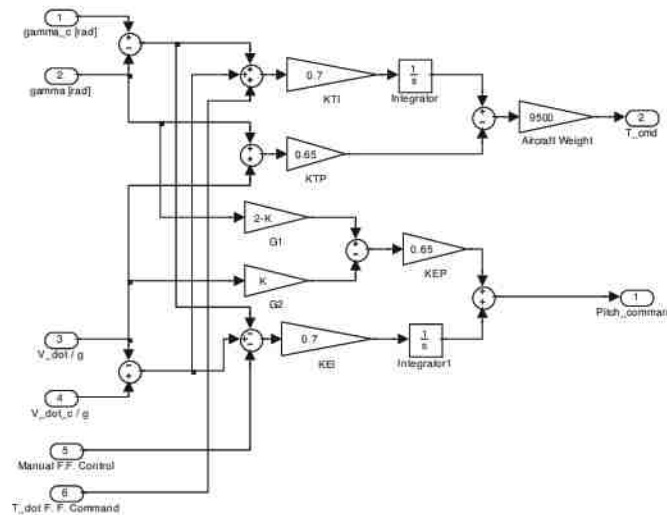 1
gamma_c [rad]
2
gamma [rad]
0.7
KTI
1
s
Integrator
9500
Aircraft Weight
2
T_cmd
0.65
KTP
2-K
G1
0.65
KEP
K
G2
1
Pitch_comman
3
V_dot / g
0.7
KEI
1
s
Integrator1
4
V_dot_c / g
5
Manual F.F. Control
6
T_dot F. F. Command